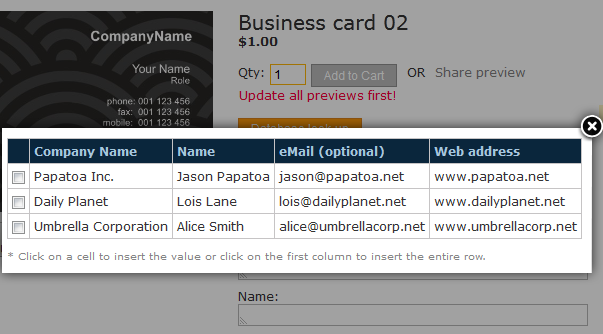 CompanyName
Your Name
Role
phone: 001 123 456
fax: 001 123 456
mobile: 001 123 456
Business card 02
$1.00
Qty: 1 Add to Cart OR Share preview
Update all previews first!
Database look up
Company Name Name eMail (optional) Web address
Papatoa Inc. Jason Papatoa jason@papatoa.net www.papatoa.net
Daily Planet Lois Lane lois@dailyplanet.net www.dailyplanet.net
Umbrella Corporation Alice Smith alice@umbrellacorp.net www.umbrellacorp.net
* Click on a cell to insert the value or click on the first column to insert the entire row.
Name: